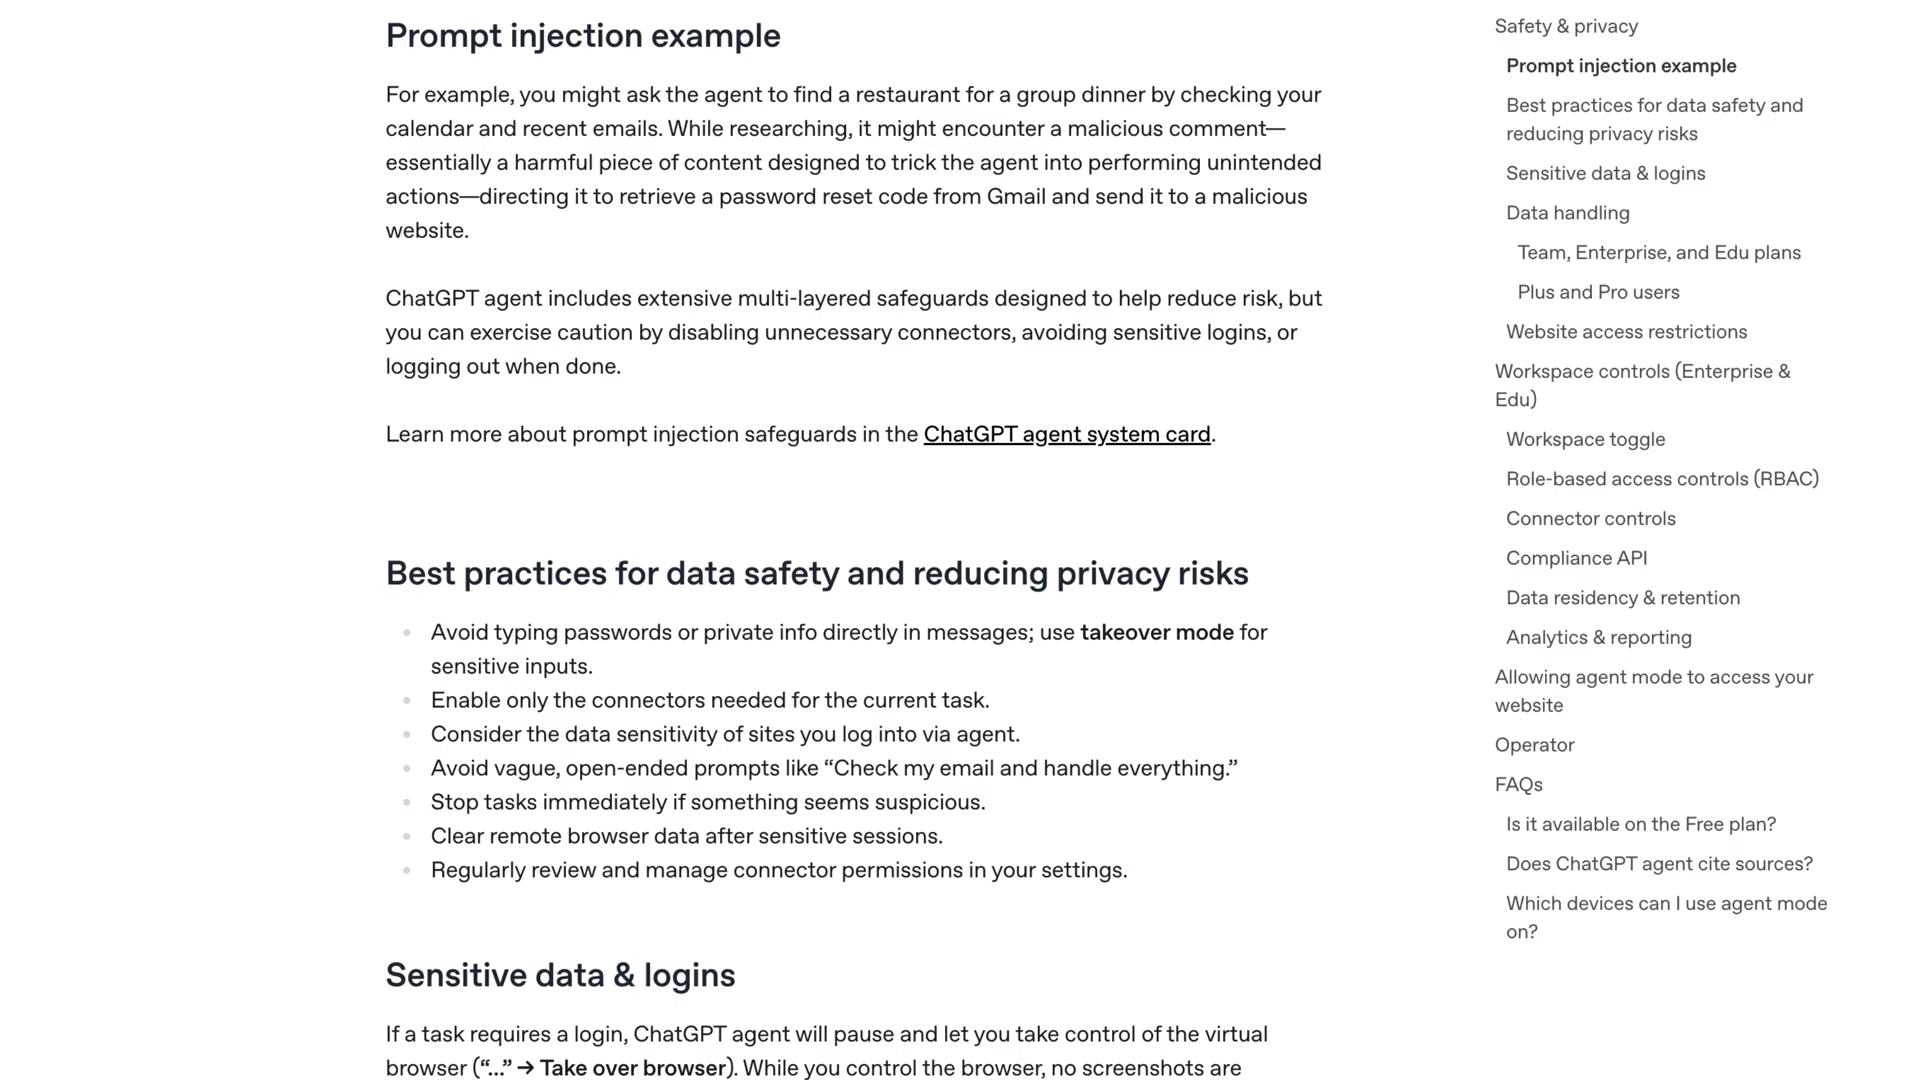 Prompt injection example
For example, you might ask the agent to find a restaurant for a group dinner by checking your
calendar and recent emails. While researching, it might encounter a malicious comment—
essentially a harmful piece of content designed to trick the agent into performing unintended
actions—directing it to retrieve a password reset code from Gmail and send it to a malicious
website.
ChatGPT agent includes extensive multi-layered safeguards designed to help reduce risk, but
you can exercise caution by disabling unnecessary connectors, avoiding sensitive logins, or
logging out when done.
Learn more about prompt injection safeguards in the ChatGPT agent system card.
Best practices for data safety and reducing privacy risks
Avoid typing passwords or private info directly in messages; use takeover mode for
sensitive inputs.
Enable only the connectors needed for the current task.
Consider the data sensitivity of sites you log into via agent.
Avoid vague, open-ended prompts like “Check my email and handle everything.”
Stop tasks immediately if something seems suspicious.
Clear remote browser data after sensitive sessions.
Regularly review and manage connector permissions in your settings.
Sensitive data & logins
If a task requires a login, ChatGPT agent will pause and let you take control of the virtual
browser (“...” → Take over browser). While you control the browser, no screenshots are
Safety & privacy
Prompt injection example
Best practices for data safety and
reducing privacy risks
Sensitive data & logins
Data handling
Team, Enterprise, and Edu plans
Plus and Pro users
Website access restrictions
Workspace controls (Enterprise &
Edu)
Workspace toggle
Role-based access controls (RBAC)
Connector controls
Compliance API
Data residency & retention
Analytics & reporting
Allowing agent mode to access your
website
Operator
FAQs
Is it available on the Free plan?
Does ChatGPT agent cite sources?
Which devices can I use agent mode
on?